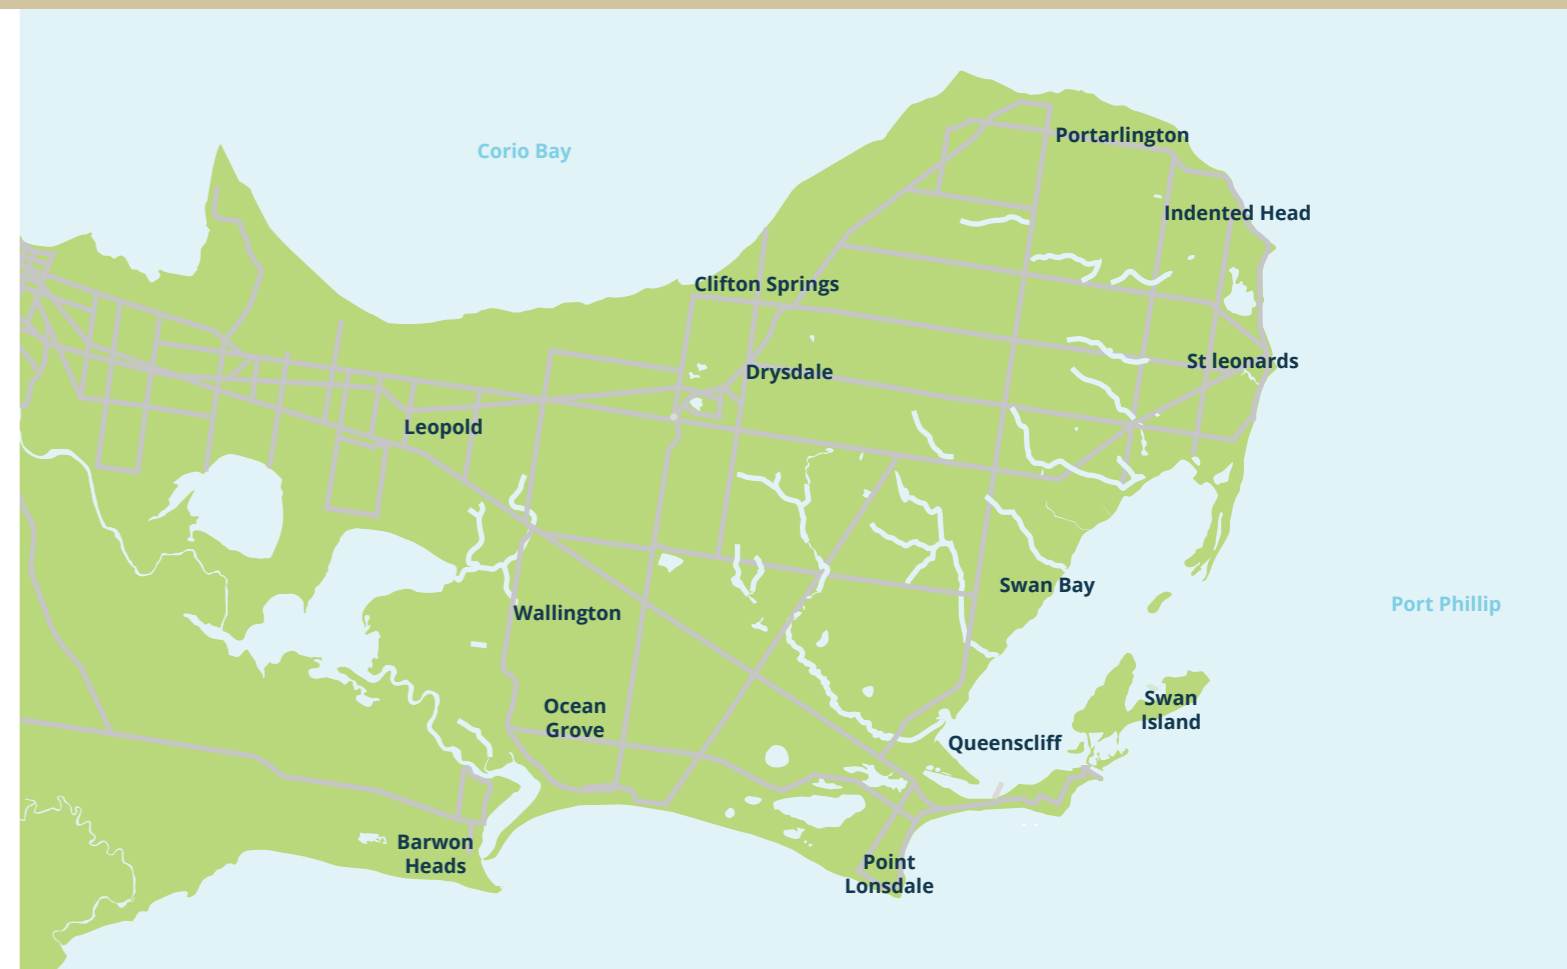 Portarlington
Corio Bay
Indented Head
Clifton Springs
St leonards
Drysdale
Leopold
Swan Bay
Port Phillip
Wallington
Swan
Island
Ocean
Grove
Queenscliff
Barwon
Heads
Point
Lonsdale